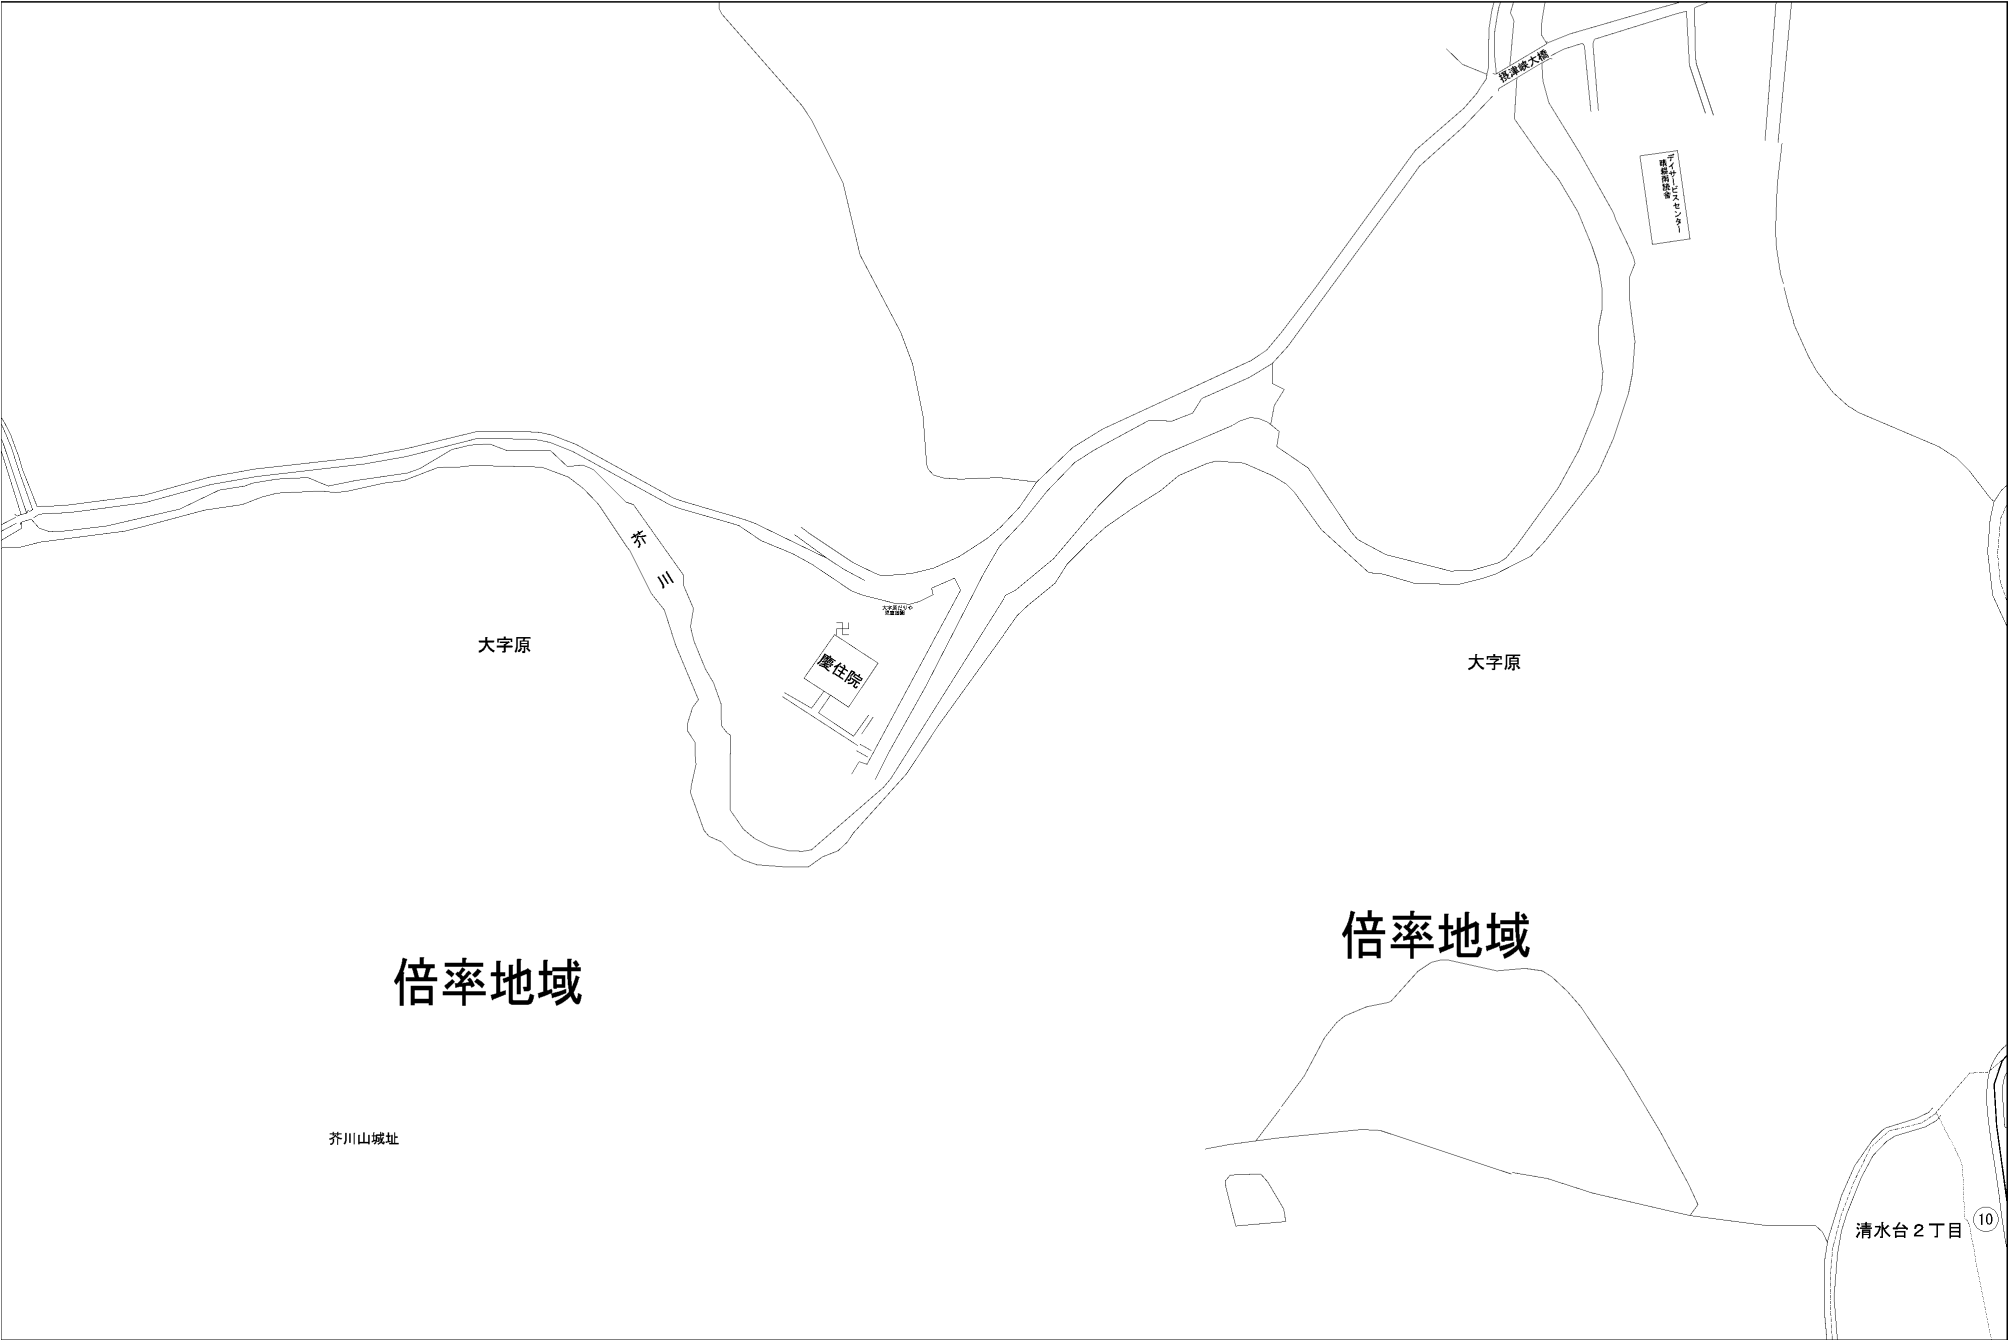 摂津峡大橋
デイサービスセンター
芥川
大字原
大字原
慶住院
倍率地域
倍率地域
芥川山城址
清水台２丁目
10